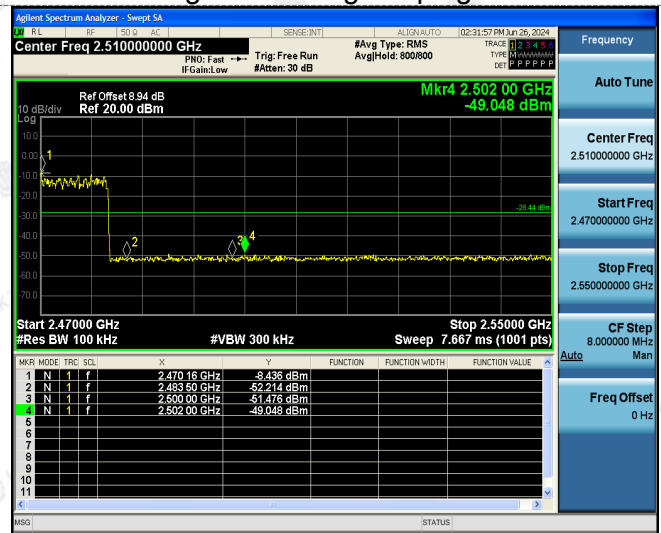 Agilent Spectrum Analyzer - Swept SA
RL RF 50 Ω AC SENSE:INT ALIGN AUTO 02:31:57 PM Jun 26, 2024
Center Freq 2.510000000 GHz
PNO: Fast Trig: Free Run
IFGain:Low #Atten: 30 dB
#Avg Type: RMS
Avg|Hold: 800/800
TRACE 1 2 3 4 5 6
TYPE M
DET P P P P P P
Frequency
Mkr4 2.502 00 GHz
-49.048 dBm
Ref Offset 8.94 dB
10 dB/div Ref 20.00 dBm
Log
10.0
0.00
-10.0
-20.0
-30.0
-40.0
-50.0
-60.0
-70.0
1
2
3
4
-28.44 dBm
Start 2.47000 GHz Stop 2.55000 GHz
#Res BW 100 kHz #VBW 300 kHz Sweep 7.667 ms (1001 pts)
MKR MODE TRC SCL X Y FUNCTION FUNCTION WIDTH FUNCTION VALUE
1 N 1 f 2.470 16 GHz -8.436 dBm
2 N 1 f 2.483 50 GHz -52.214 dBm
3 N 1 f 2.500 00 GHz -51.476 dBm
4 N 1 f 2.502 00 GHz -49.048 dBm
5
6
7
8
9
10
11
MSG STATUS
Auto Tune
Center Freq
2.510000000 GHz
Start Freq
2.470000000 GHz
Stop Freq
2.550000000 GHz
CF Step
8.000000 MHz
Auto Man
Freq Offset
0 Hz